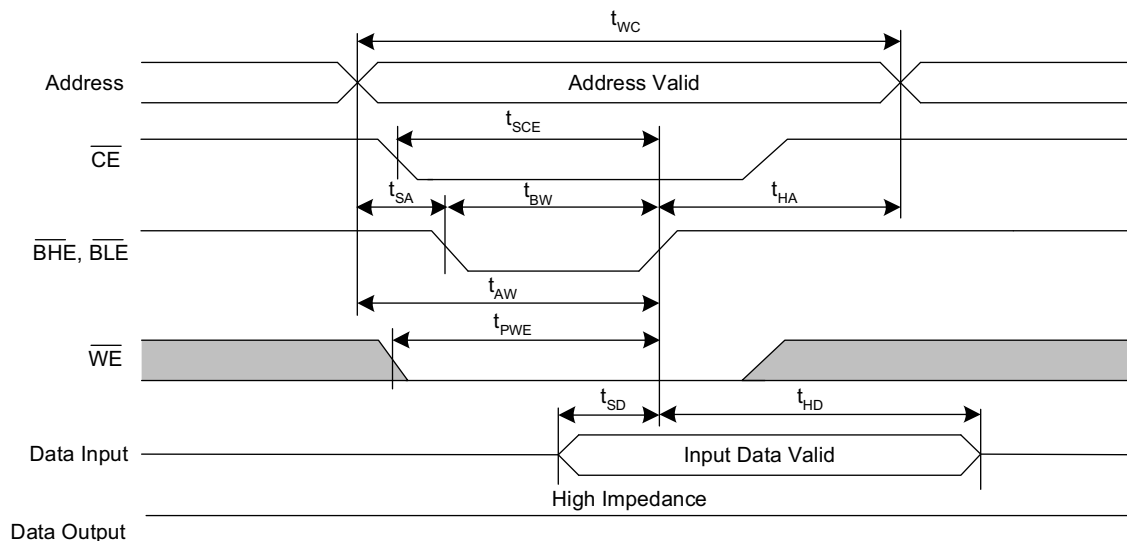 tWC
Address
Address Valid
tSCE
CE
tSA
tBW
tHA
BHE, BLE
tAW
tPWE
WE
tSD
tHD
Data Input
Input Data Valid
High Impedance
Data Output